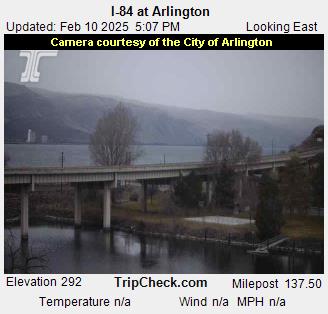 I-84 at Arlington
Updated: Feb 10 2025 5:07 PM Looking East
Camera courtesy of the City of Arlington
Elevation 292 TripCheck.com Milepost 137.50
Temperature n/a Wind n/a MPH n/a